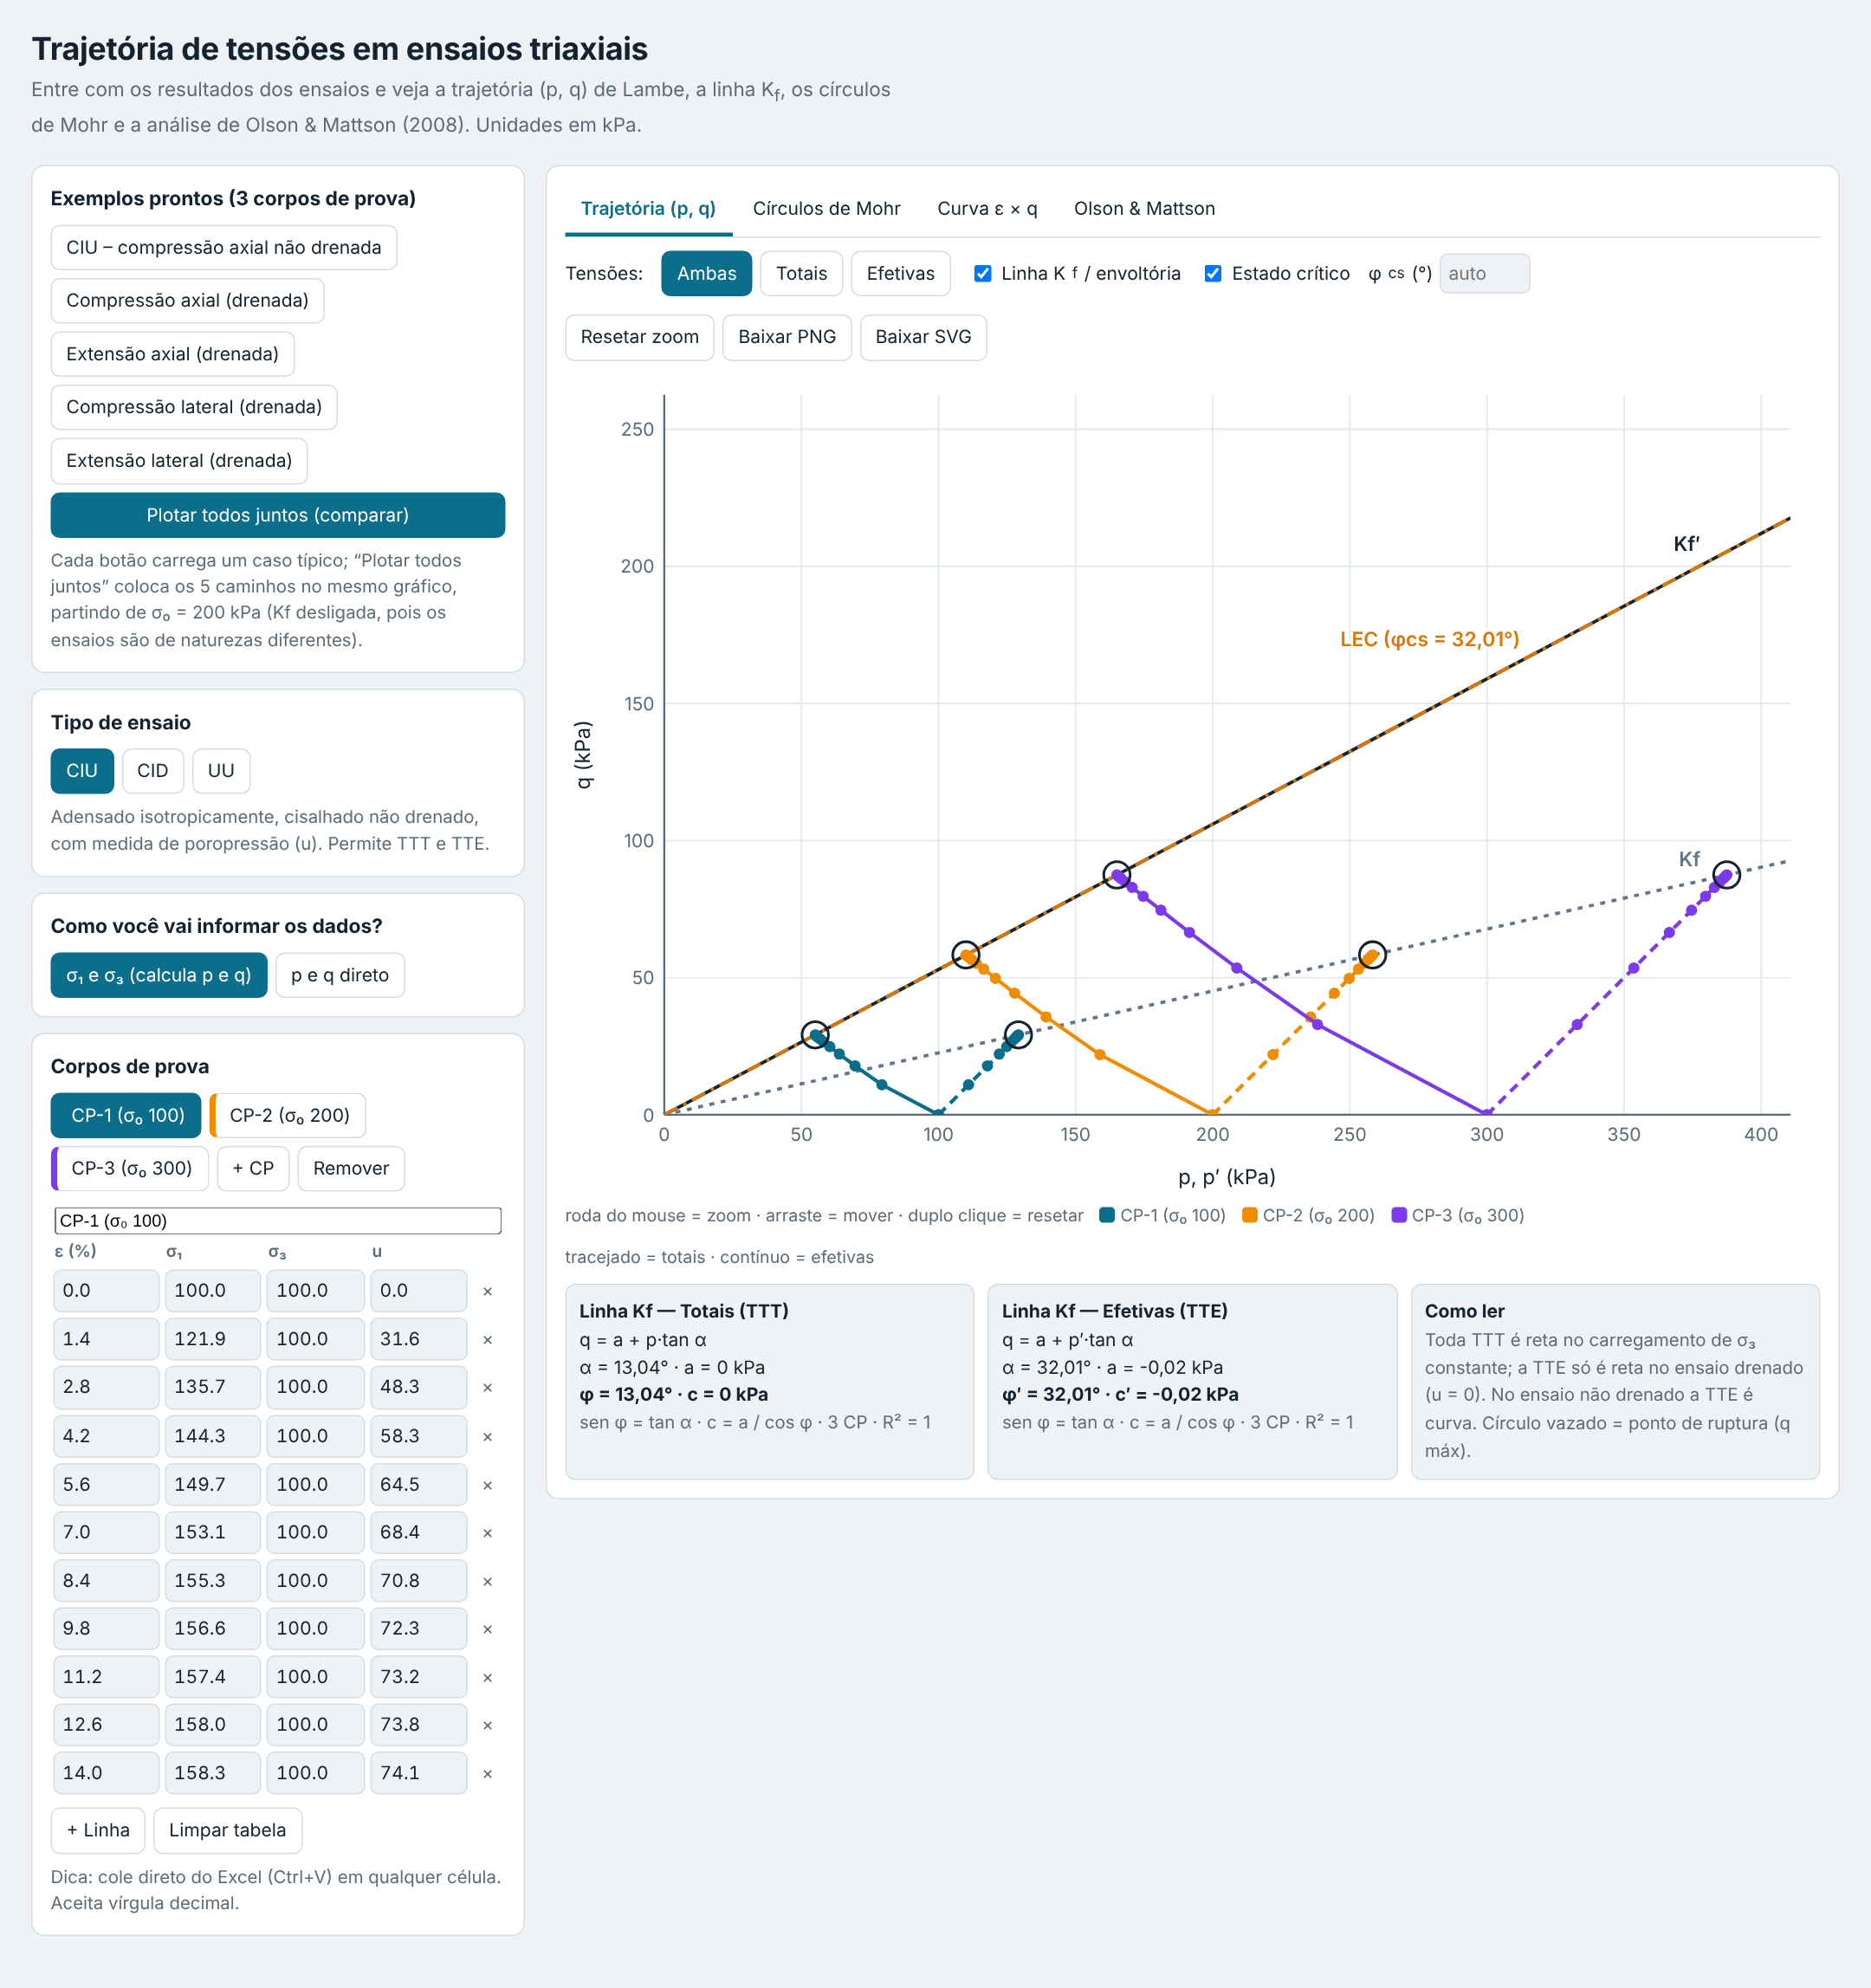 Trajetória de tensões em ensaios triaxiais
Entre com os resultados dos ensaios e veja a trajetória (p, q) de Lambe, a linha Kf, os círculos
de Mohr e a análise de Olson & Mattson (2008). Unidades em kPa.
Exemplos prontos (3 corpos de prova)
CIU – compressão axial não drenada
Compressão axial (drenada)
Extensão axial (drenada)
Compressão lateral (drenada)
Extensão lateral (drenada)
Plotar todos juntos (comparar)
Cada botão carrega um caso típico; “Plotar todos
juntos” coloca os 5 caminhos no mesmo gráfico,
partindo de σ₀ = 200 kPa (Kf desligada, pois os
ensaios são de naturezas diferentes).
Tipo de ensaio
CIU CID UU
Adensado isotropicamente, cisalhado não drenado,
com medida de poropressão (u). Permite TTT e TTE.
Como você vai informar os dados?
σ₁ e σ₃ (calcula p e q) p e q direto
Corpos de prova
CP-1 (σ₀ 100) CP-2 (σ₀ 200)
CP-3 (σ₀ 300) + CP Remover
CP-1 (σ₀ 100)
ε (%) σ₁ σ₃ u
0.0 100.0 100.0 0.0 ×
1.4 121.9 100.0 31.6 ×
2.8 135.7 100.0 48.3 ×
4.2 144.3 100.0 58.3 ×
5.6 149.7 100.0 64.5 ×
7.0 153.1 100.0 68.4 ×
8.4 155.3 100.0 70.8 ×
9.8 156.6 100.0 72.3 ×
11.2 157.4 100.0 73.2 ×
12.6 158.0 100.0 73.8 ×
14.0 158.3 100.0 74.1 ×
+ Linha Limpar tabela
Dica: cole direto do Excel (Ctrl+V) em qualquer célula.
Aceita vírgula decimal.
Trajetória (p, q) Círculos de Mohr Curva ε × q Olson & Mattson
Tensões: Ambas Totais Efetivas Linha K f / envoltória Estado crítico φ cs (°) auto
Resetar zoom Baixar PNG Baixar SVG
250
200
150
100
50
0
q (kPa)
Kf′
LEC (φcs = 32,01°)
Kf
0 50 100 150 200 250 300 350 400
p, p′ (kPa)
roda do mouse = zoom · arraste = mover · duplo clique = resetar CP-1 (σ₀ 100) CP-2 (σ₀ 200) CP-3 (σ₀ 300)
tracejado = totais · contínuo = efetivas
Linha Kf — Totais (TTT)
q = a + p·tan α
α = 13,04° · a = 0 kPa
φ = 13,04° · c = 0 kPa
sen φ = tan α · c = a / cos φ · 3 CP · R² = 1
Linha Kf — Efetivas (TTE)
q = a + p′·tan α
α = 32,01° · a = -0,02 kPa
φ′ = 32,01° · c′ = -0,02 kPa
sen φ = tan α · c = a / cos φ · 3 CP · R² = 1
Como ler
Toda TTT é reta no carregamento de σ₃
constante; a TTE só é reta no ensaio drenado
(u = 0). No ensaio não drenado a TTE é
curva. Círculo vazado = ponto de ruptura (q
máx).